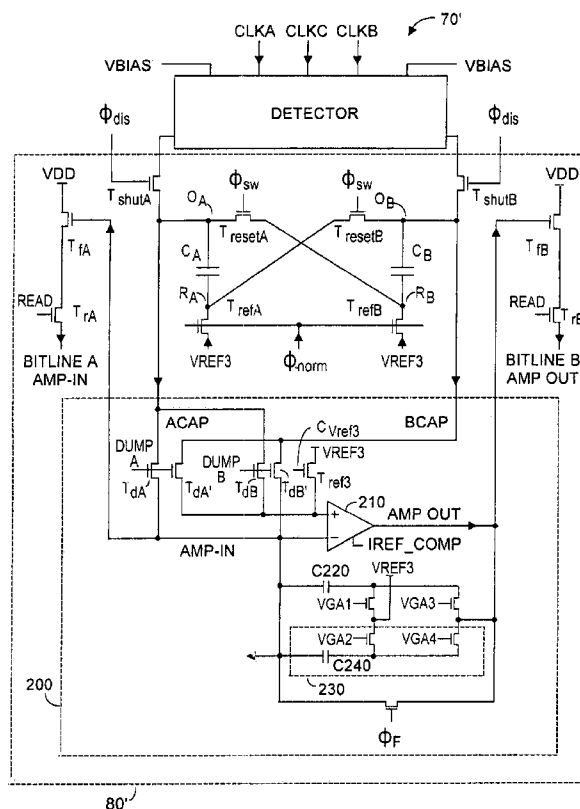 70'
CLKA CLKC CLKB
VBIAS VBIAS
DETECTOR
Φdis Φdis
VDD VDD
TshutA TshutB
OA Φsw Φsw OB
TresetA TresetB
TfA TfB
CA CB
RA TrefA TrefB RB
READ READ
TrA TrB
VREF3 VREF3
Φ-norm
BITLINE A
AMP-IN
BITLINE B
AMP OUT
ACAP BCAP
CVref3
VREF3
DUMP
A
DUMP
B
Tref3
TdA' TdA' TdB TdB'
210
AMP OUT
+
−
AMP-IN
IREF_COMP
C220 VREF3
VGA1 VGA3
VGA2 VGA4
C240
230
200
ΦF
80'